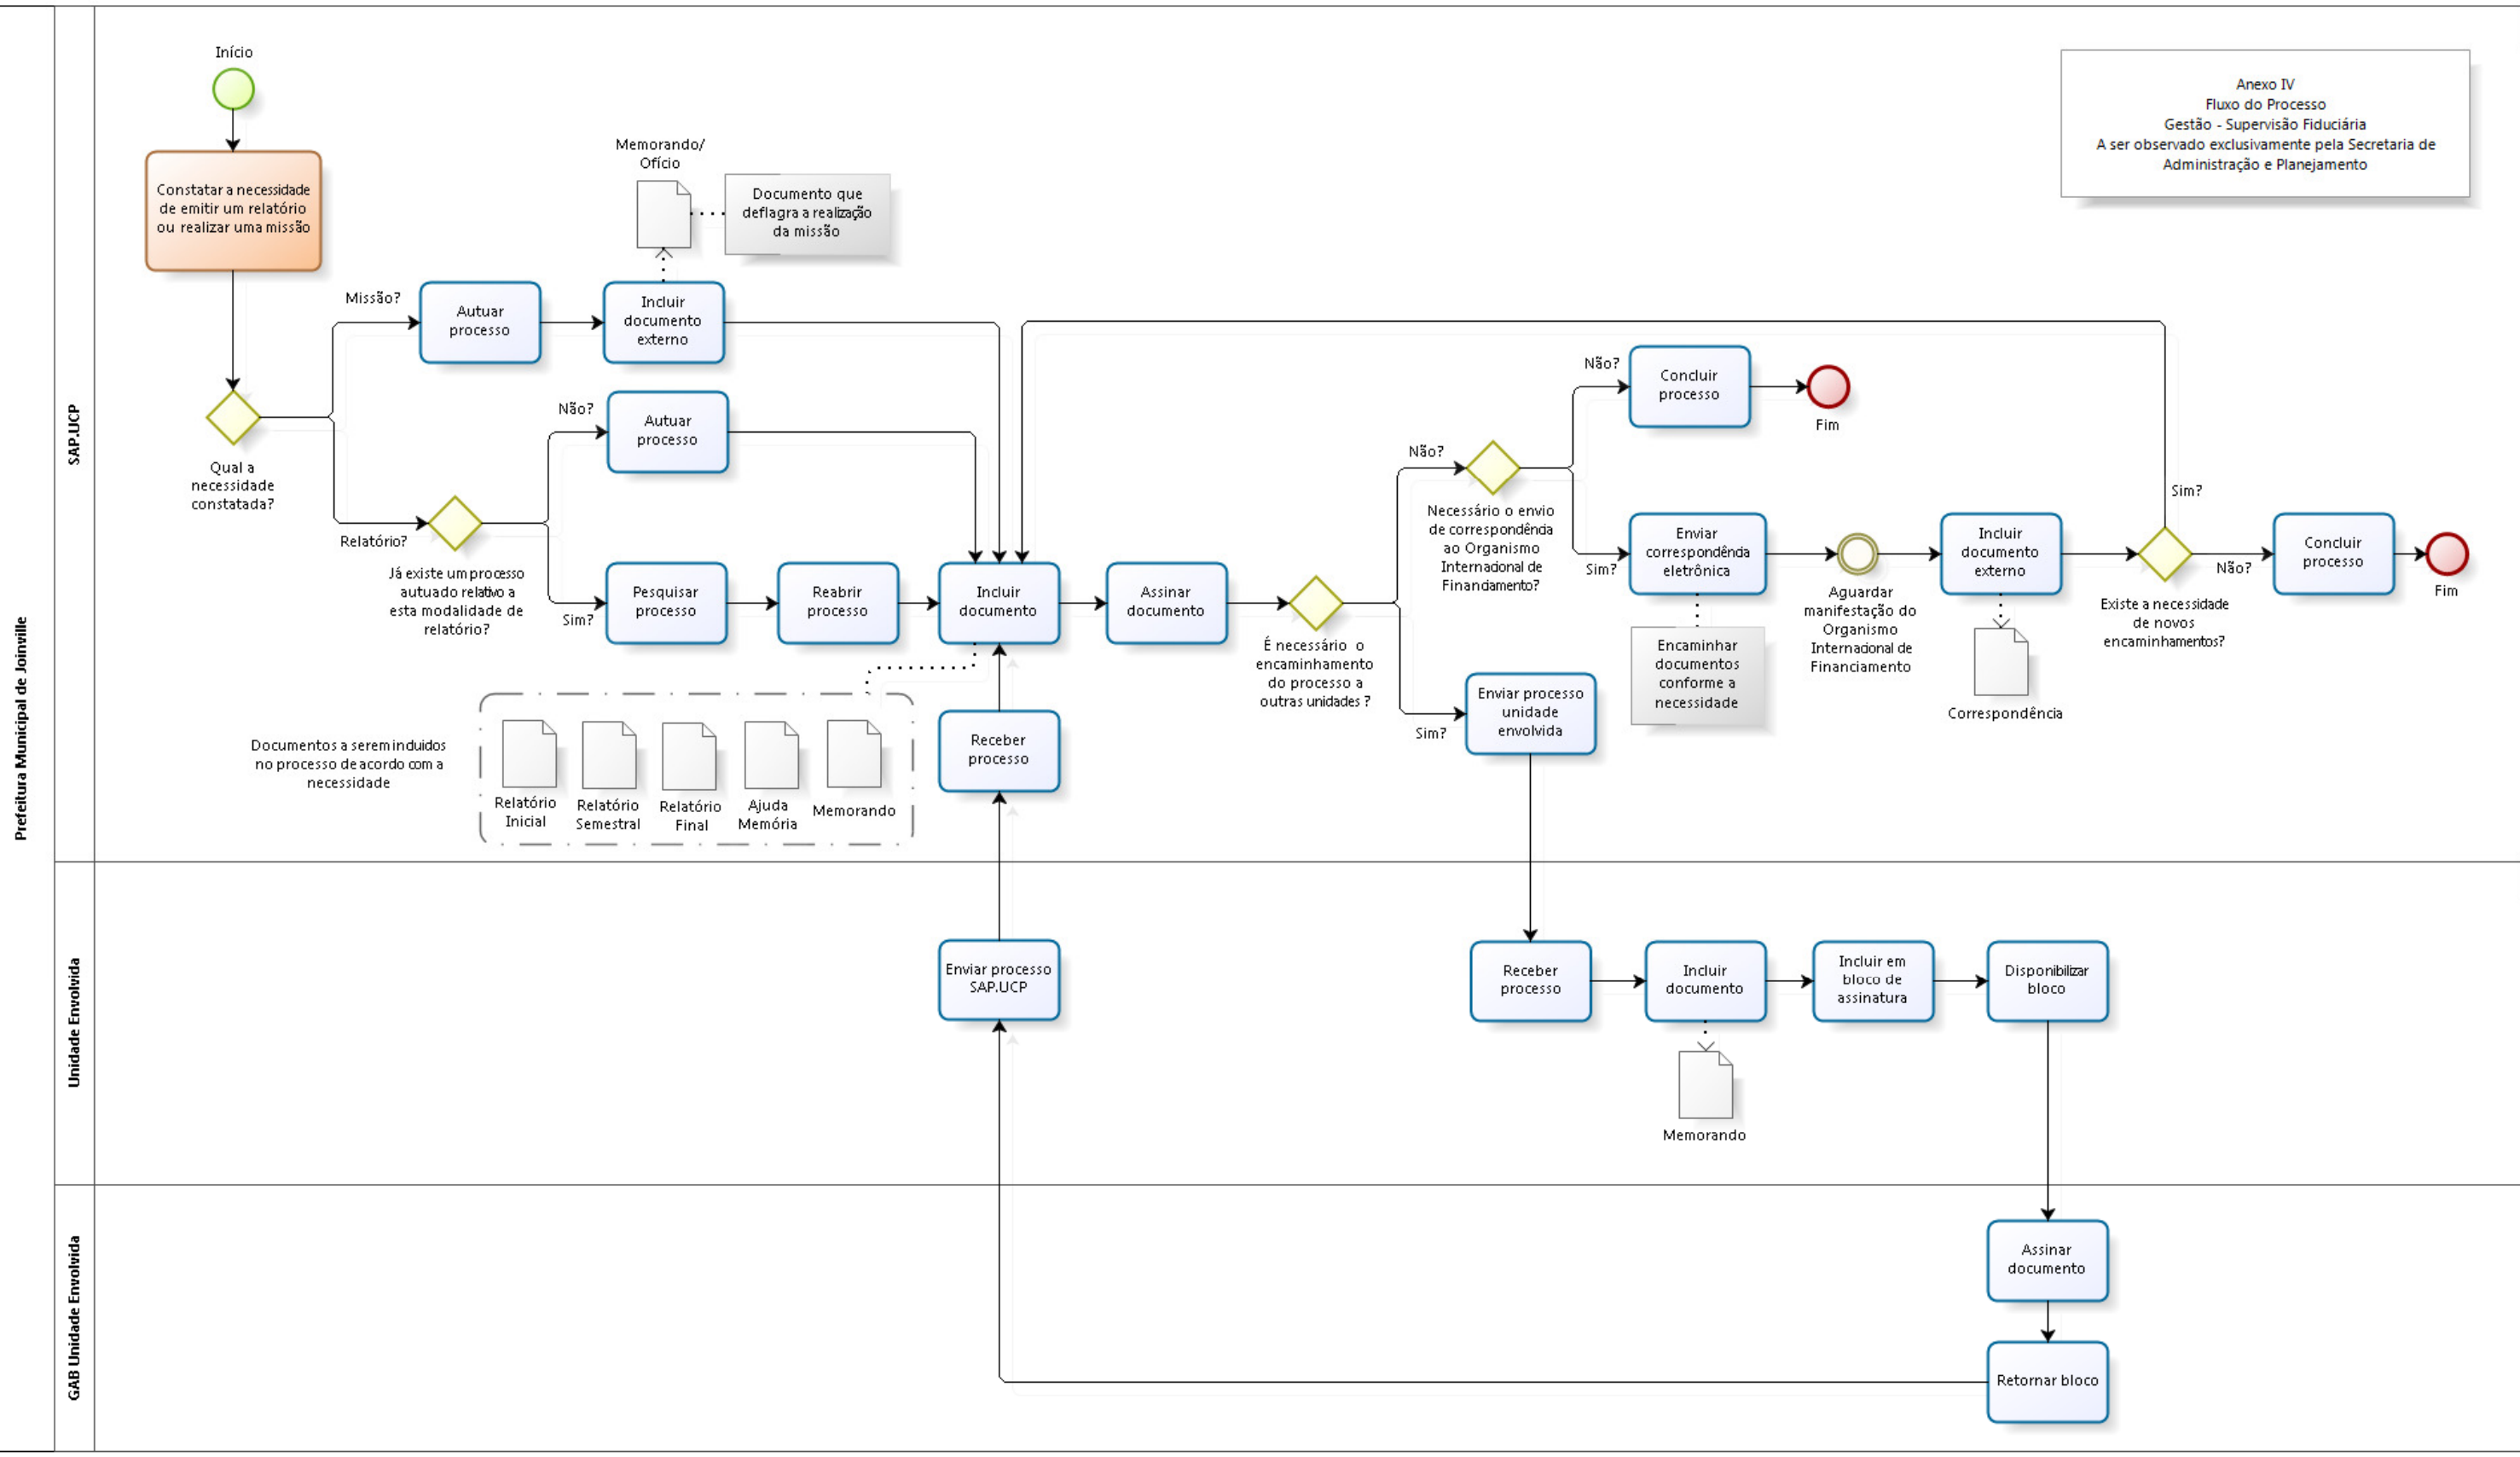 Início
Anexo IV
Fluxo do Processo
Gestão - Supervisão Fiduciária
A ser observado exclusivamente pela Secretaria de
Administração e Planejamento
Constatar a necessidade
de emitir um relatório
ou realizar uma missão
Memorando/
Ofício
Documento que
deflagra a realização
da missão
Missão?
Autuar
processo
Incluir
documento
externo
Qual a
necessidade
constatada?
Não?
Autuar
processo
Relatório?
Já existe um processo
autuado relativo a
esta modalidade de
relatório?
Sim?
Pesquisar
processo
Reabrir
processo
Incluir
documento
Assinar
documento
É necessário o
encaminhamento
do processo a
outras unidades ?
Não?
Necessário o envio
de correspondência
ao Organismo
Internacional de
Financiamento?
Não?
Concluir
processo
Fim
Sim?
Enviar
correspondência
eletrônica
Encaminhar
documentos
conforme a
necessidade
Aguardar
manifestação do
Organismo
Internacional de
Financiamento
Incluir
documento
externo
Correspondência
Sim?
Existe a necessidade
de novos
encaminhamentos?
Não?
Concluir
processo
Fim
Sim?
Enviar processo
unidade
envolvida
Documentos a serem incluidos
no processo de acordo com a
necessidade
Relatório
Inicial
Relatório
Semestral
Relatório
Final
Ajuda
Memória
Memorando
Receber
processo
SAP.UCP
Prefeitura Municipal de Joinville
Unidade Envolvida
Enviar processo
SAP.UCP
Receber
processo
Incluir
documento
Memorando
Incluir em
bloco de
assinatura
Disponibilizar
bloco
GAB Unidade Envolvida
Assinar
documento
Retornar bloco